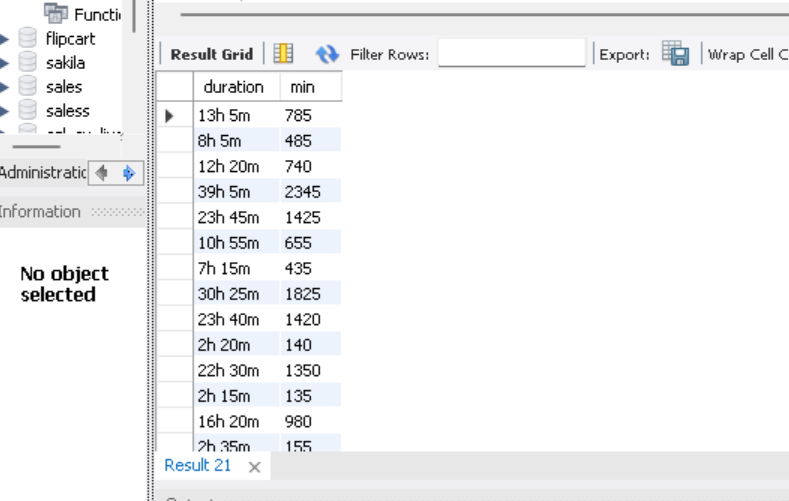 Functi
flipcart
sakila
sales
saless
Administratic
Information
No object
selected
Result Grid
Filter Rows:
Export:
Wrap Cell C
duration min
13h 5m 785
8h 5m 485
12h 20m 740
39h 5m 2345
23h 45m 1425
10h 55m 655
7h 15m 435
30h 25m 1825
23h 40m 1420
2h 20m 140
22h 30m 1350
2h 15m 135
16h 20m 980
2h 35m 155
Result 21